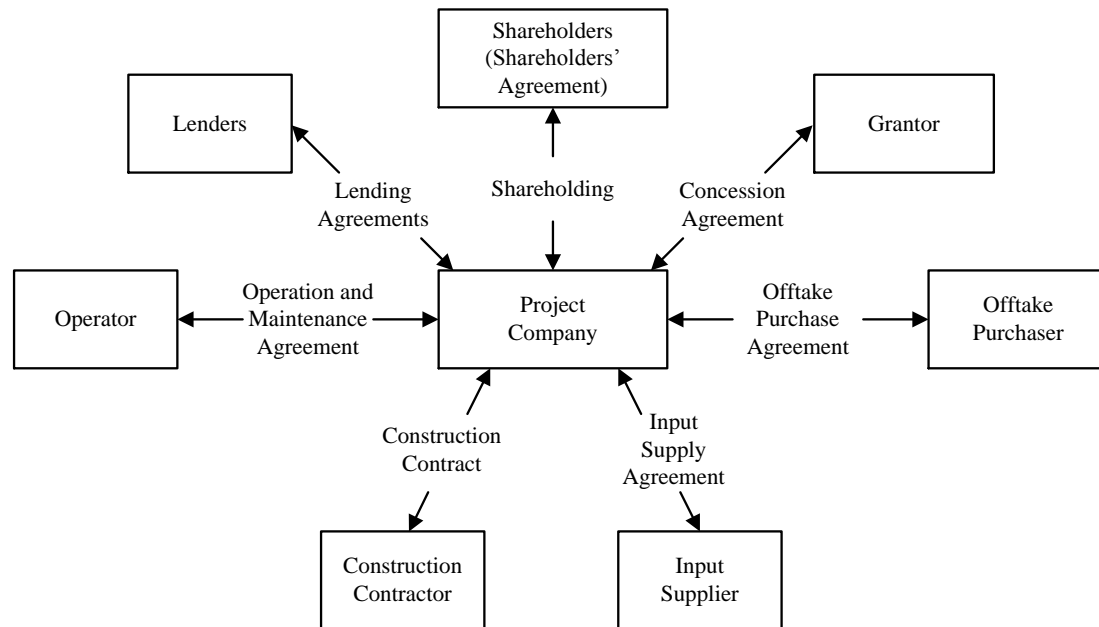 Shareholders
(Shareholders’
Agreement)
Lenders
Grantor
Lending
Agreements
Shareholding
Concession
Agreement
Operator
Operation and
Maintenance
Agreement
Project
Company
Offtake
Purchase
Agreement
Offtake
Purchaser
Construction
Contract
Input
Supply
Agreement
Construction
Contractor
Input
Supplier